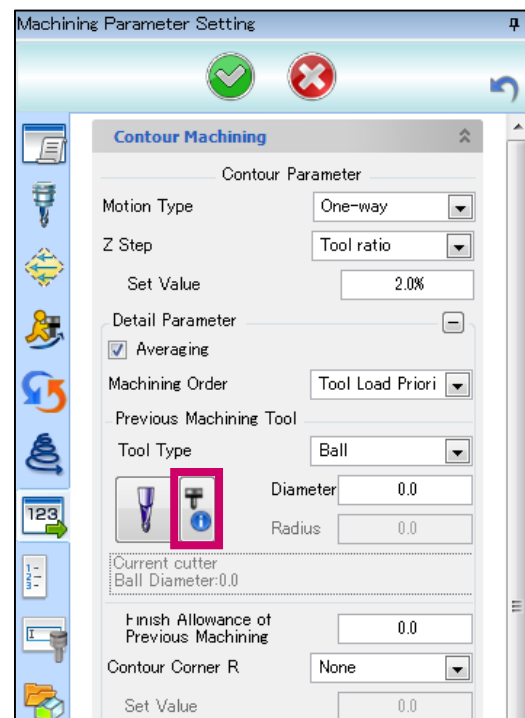 Machining Parameter Setting
Contour Machining
Contour Parameter
Motion Type One-way
Z Step Tool ratio
Set Value 2.0%
Detail Parameter
Averaging
Machining Order Tool Load Priori
Previous Machining Tool
Tool Type Ball
Diameter 0.0
Radius 0.0
Current cutter
Ball Diameter:0.0
Finish Allowance of
Previous Machining 0.0
Contour Corner R None
Set Value 0.0
123